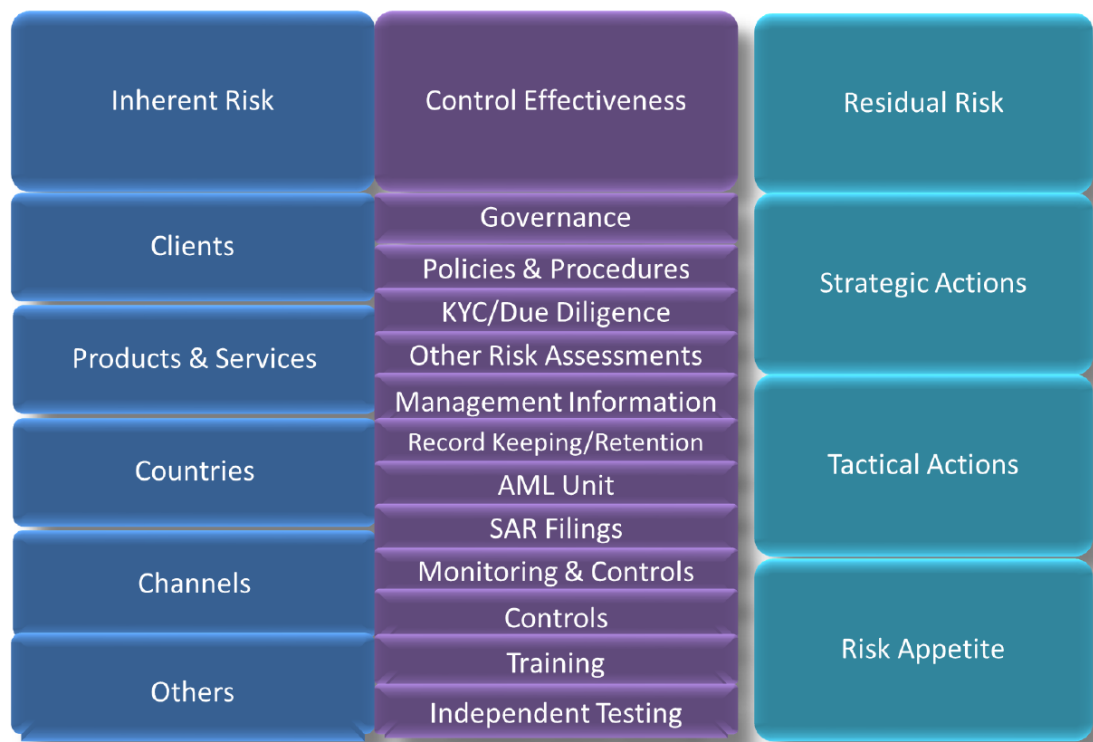 Inherent Risk
Clients
Products & Services
Countries
Channels
Others
Control Effectiveness
Governance
Policies & Procedures
KYC/Due Diligence
Other Risk Assessments
Management Information
Record Keeping/Retention
AML Unit
SAR Filings
Monitoring & Controls
Controls
Training
Independent Testing
Residual Risk
Strategic Actions
Tactical Actions
Risk Appetite